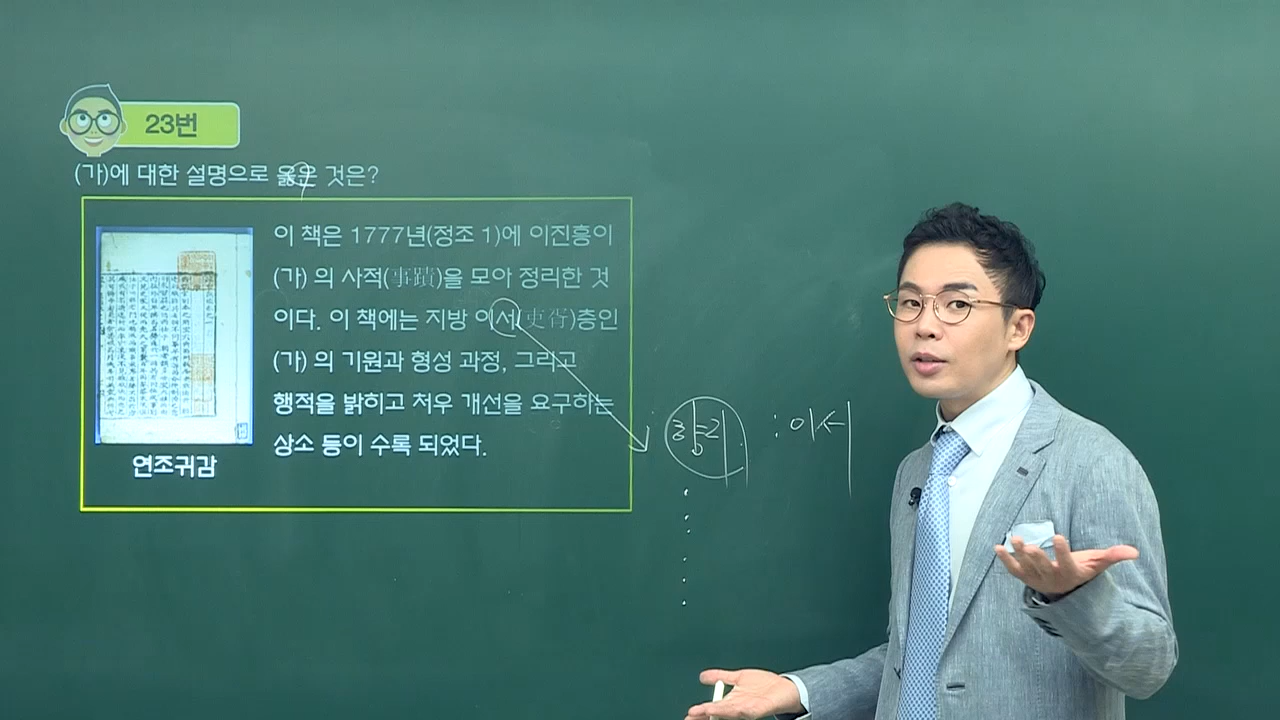 23번
(가)에 대한 설명으로 옳은 것은?
이 책은 1777년(정조 1)에 이진흥이
(가) 의 사적(事蹟)을 모아 정리한 것
이다. 이 책에는 지방 이서(吏胥)층인
(가) 의 기원과 형성 과정, 그리고
행적을 밝히고 처우 개선을 요구하는
상소 등이 수록 되었다.
연조귀감
향리 : 이서